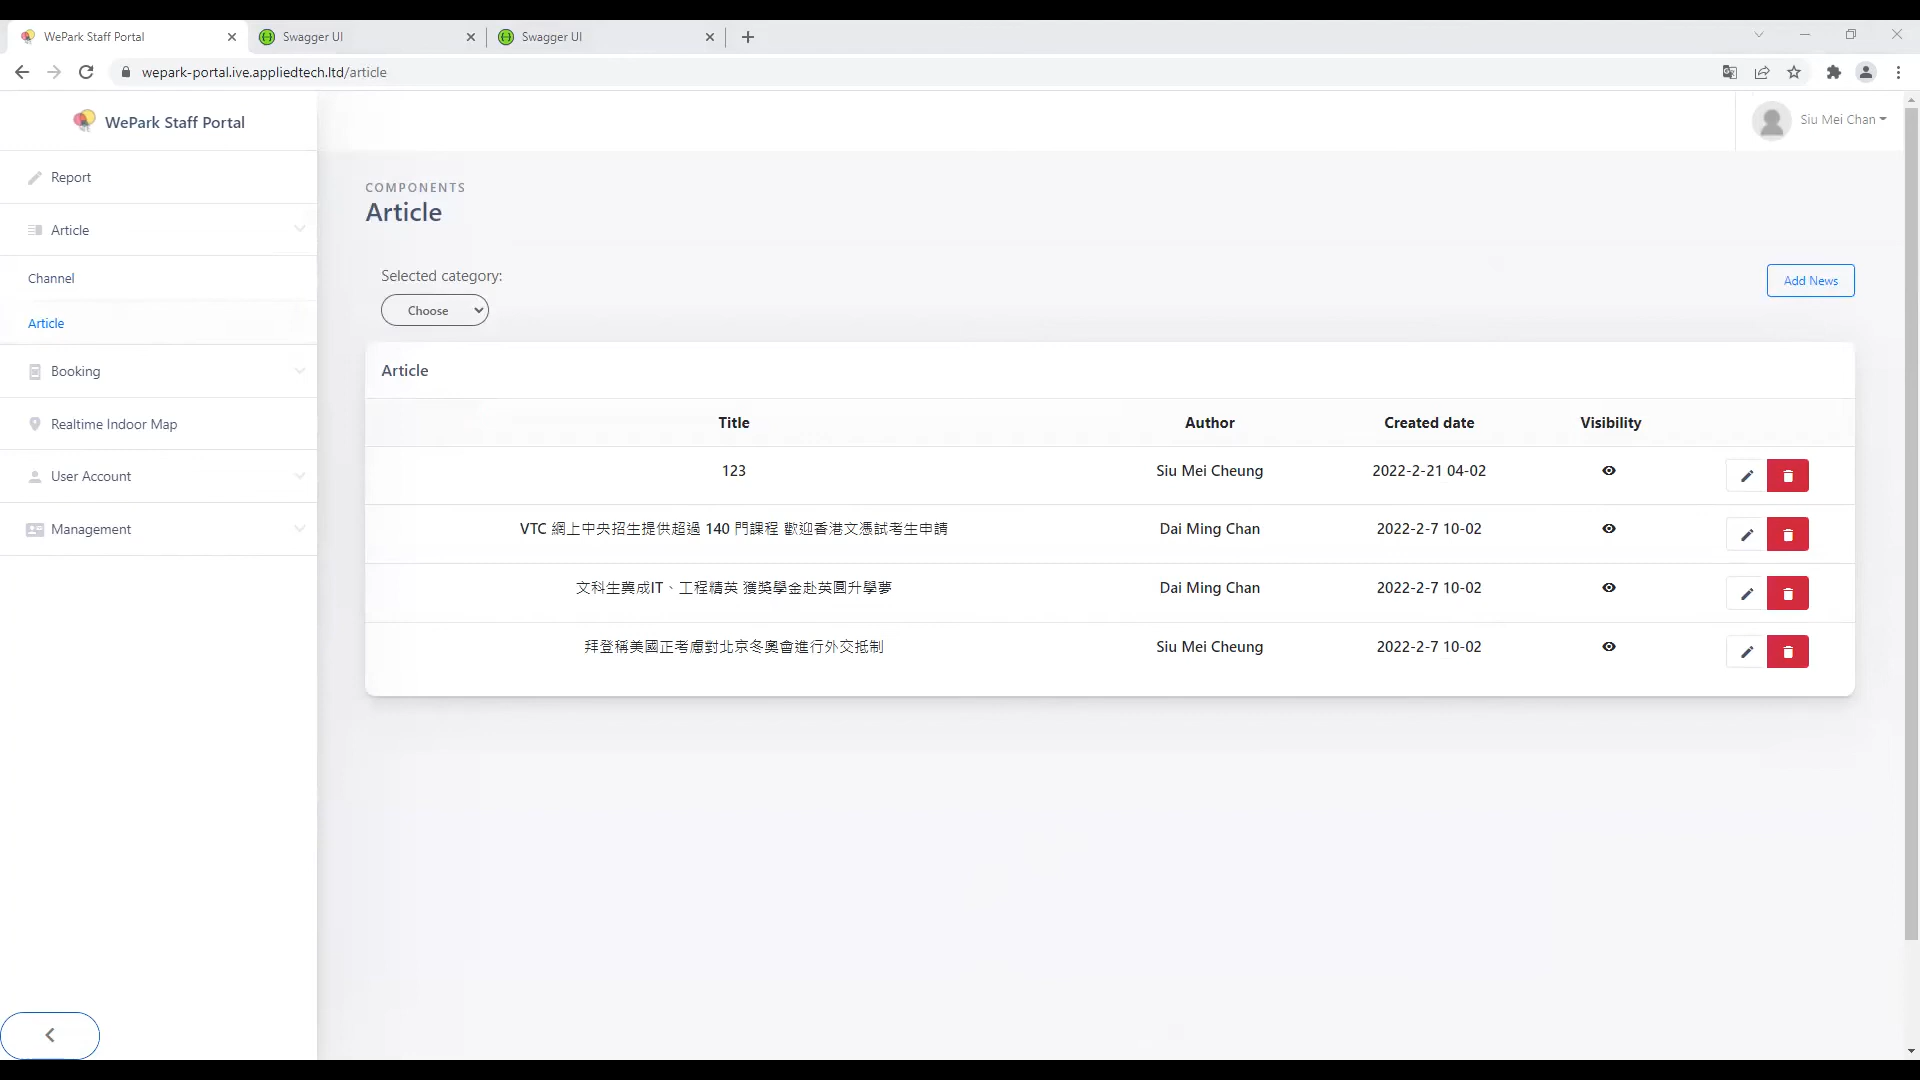 WePark Staff Portal
Swagger UI
Swagger UI
wepark-portal.ive.appliedtech.ltd/article
WePark Staff Portal
Siu Mei Chan
Report
Article
Channel
Article
Booking
Realtime Indoor Map
User Account
Management
COMPONENTS
Article
Selected category:
Choose
Add News
Article
Title Author Created date Visibility
123 Siu Mei Cheung 2022-2-21 04-02
VTC 網上中央招生提供超過 140 門課程 歡迎香港文憑試考生申請 Dai Ming Chan 2022-2-7 10-02
文科生冀成IT、工程精英 獲獎學金赴英圓升學夢 Dai Ming Chan 2022-2-7 10-02
拜登稱美國正考慮對北京冬奧會進行外交抵制 Siu Mei Cheung 2022-2-7 10-02